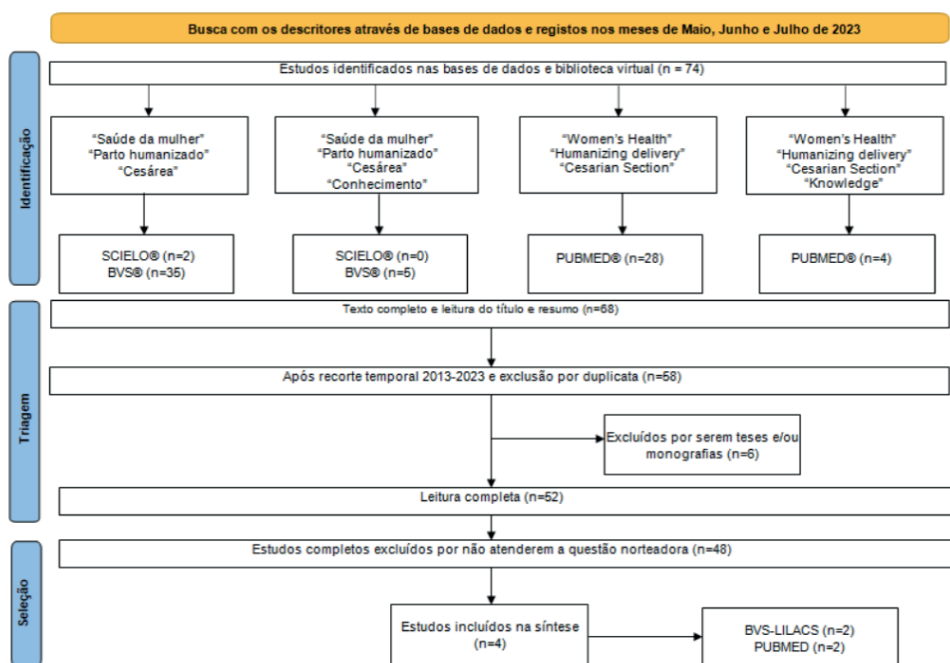 Busca com os descritores através de bases de dados e registos nos meses de Maio, Junho e Julho de 2023
Identificação
Estudos identificados nas bases de dados e biblioteca virtual (n = 74)
“Saúde da mulher”
“Parto humanizado”
“Cesárea”
“Saúde da mulher”
“Parto humanizado”
“Cesárea”
“Conhecimento”
“Women’s Health”
“Humanizing delivery”
“Cesarian Section”
“Women’s Health”
“Humanizing delivery”
“Cesarian Section”
“Knowledge”
SCIELO® (n=2)
BVS® (n=35)
SCIELO® (n=0)
BVS® (n=5)
PUBMED® (n=28)
PUBMED® (n=4)
Triagem
Texto completo e leitura do título e resumo (n=68)
Após recorte temporal 2013-2023 e exclusão por duplicata (n=58)
Excluídos por serem teses e/ou
monografias (n=6)
Leitura completa (n=52)
Seleção
Estudos completos excluídos por não atenderem a questão norteadora (n=48)
Estudos incluídos na síntese
(n=4)
BVS-LILACS (n=2)
PUBMED (n=2)